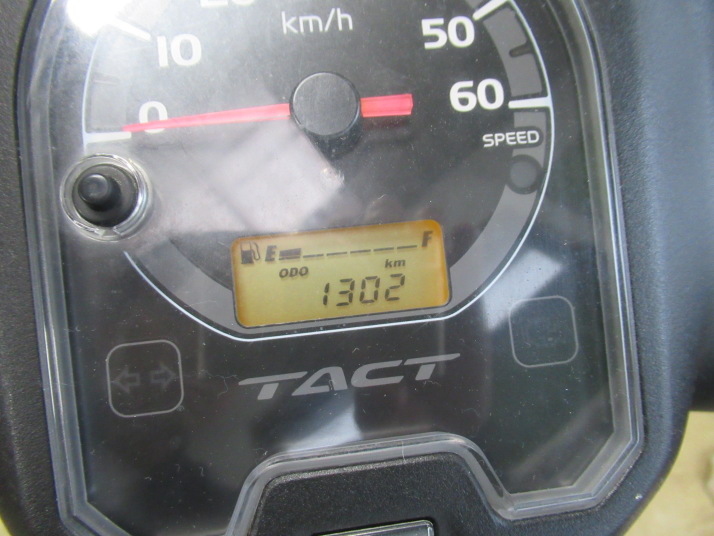 km/h
10
50
0
60
SPEED
E F
ODO km
1302
TACT